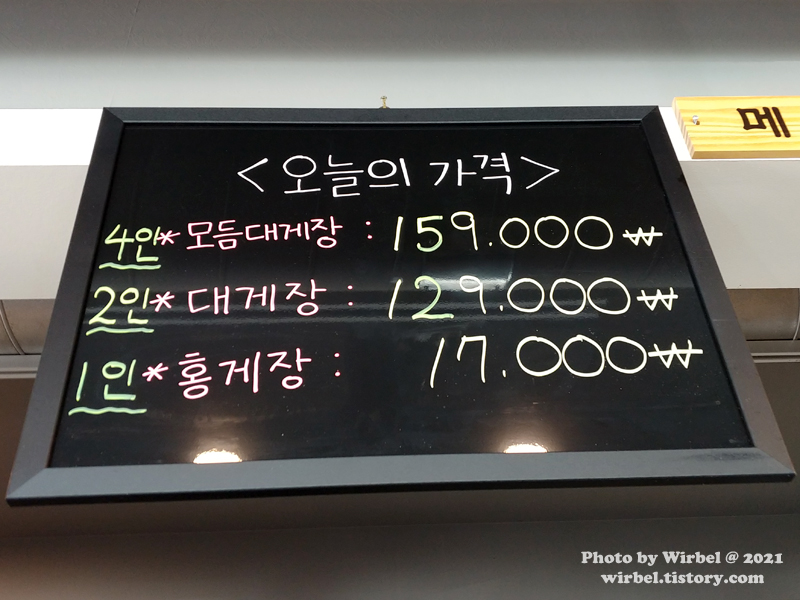 <오늘의 가격>
4인* 모듬대게장 : 159.000₩
2인* 대게장 : 129.000₩
1인* 홍게장 : 17.000₩
메
Photo by Wirbel @ 2021
wirbel.tistory.com